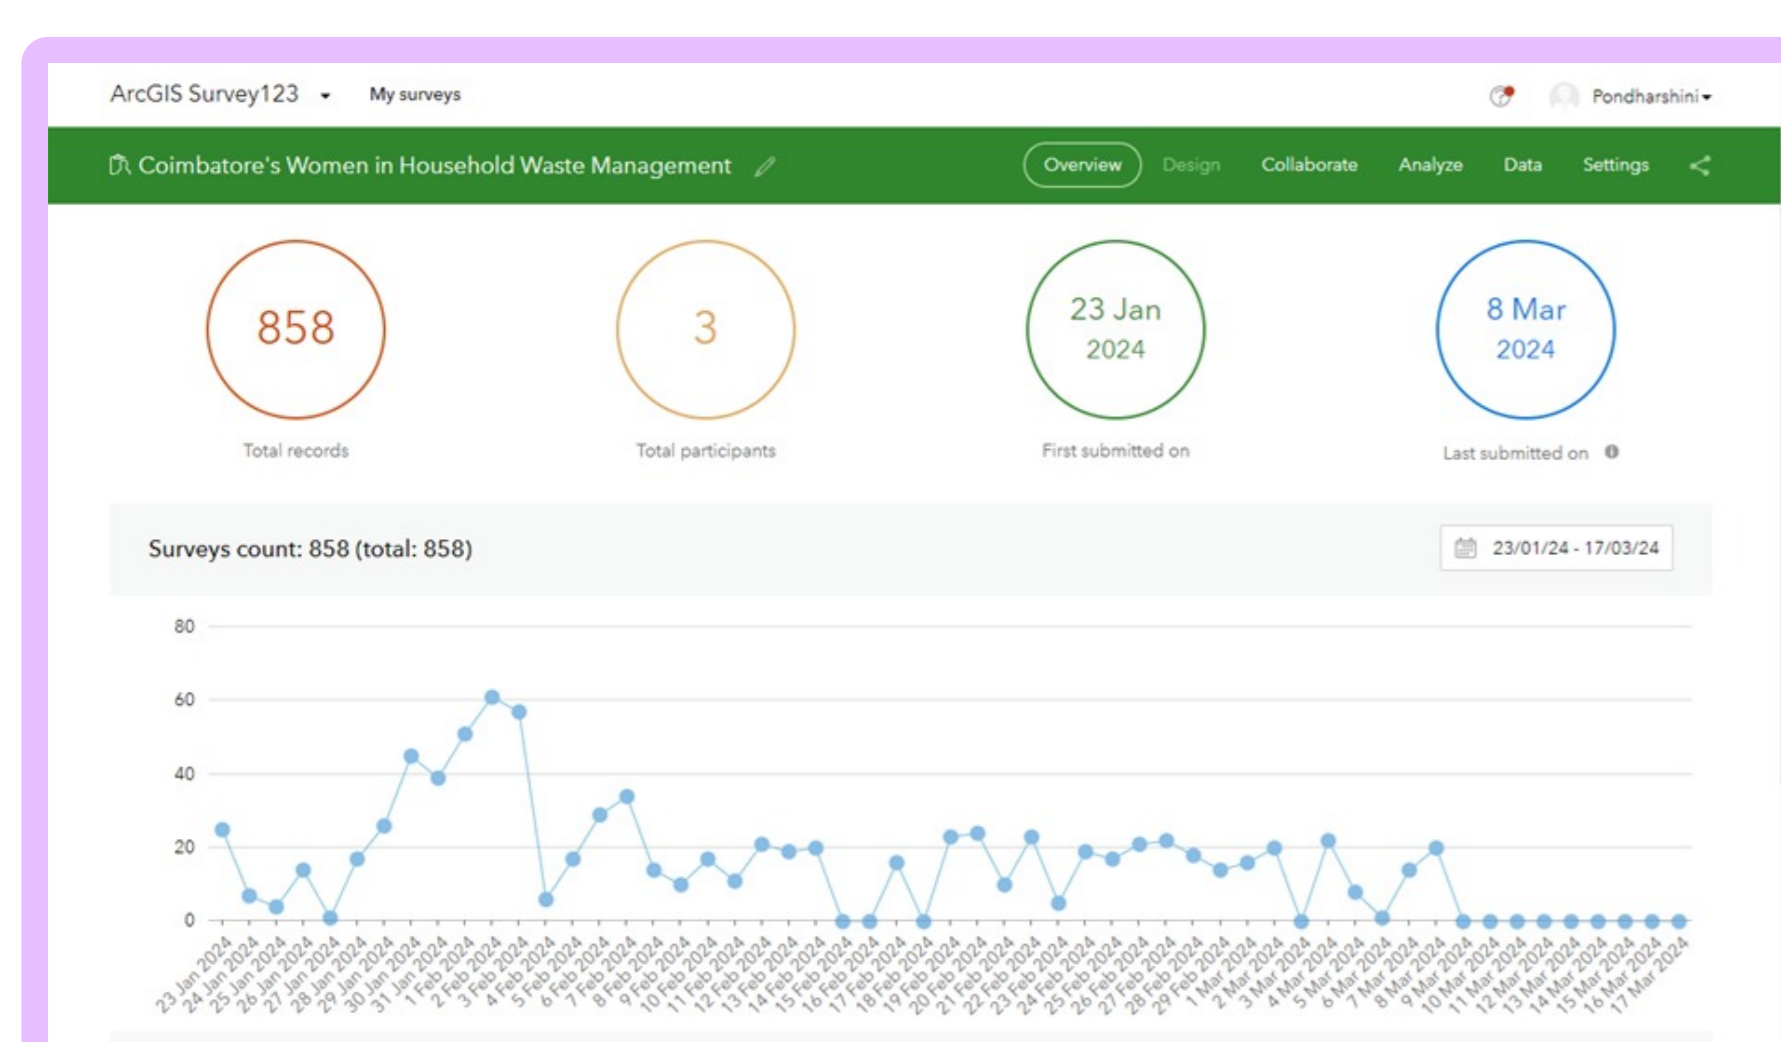 ArcGIS Survey123 My surveys Pondharshini
Coimbatore's Women in Household Waste Management Overview Design Collaborate Analyze Data Settings
858 3 23 Jan 2024 8 Mar 2024
Total records Total participants First submitted on Last submitted on
Surveys count: 858 (total: 858) 23/01/24 - 17/03/24
80
60
40
20
0
23 Jan 2024 24 Jan 2024 25 Jan 2024 26 Jan 2024 27 Jan 2024 28 Jan 2024 29 Jan 2024 30 Jan 2024 31 Jan 2024 1 Feb 2024 2 Feb 2024 3 Feb 2024 4 Feb 2024 5 Feb 2024 6 Feb 2024 7 Feb 2024 8 Feb 2024 9 Feb 2024 10 Feb 2024 11 Feb 2024 12 Feb 2024 13 Feb 2024 14 Feb 2024 15 Feb 2024 16 Feb 2024 17 Feb 2024 18 Feb 2024 19 Feb 2024 20 Feb 2024 21 Feb 2024 22 Feb 2024 23 Feb 2024 24 Feb 2024 25 Feb 2024 26 Feb 2024 27 Feb 2024 28 Feb 2024 29 Feb 2024 1 Mar 2024 2 Mar 2024 3 Mar 2024 4 Mar 2024 5 Mar 2024 6 Mar 2024 7 Mar 2024 8 Mar 2024 9 Mar 2024 10 Mar 2024 11 Mar 2024 12 Mar 2024 13 Mar 2024 14 Mar 2024 15 Mar 2024 16 Mar 2024 17 Mar 2024